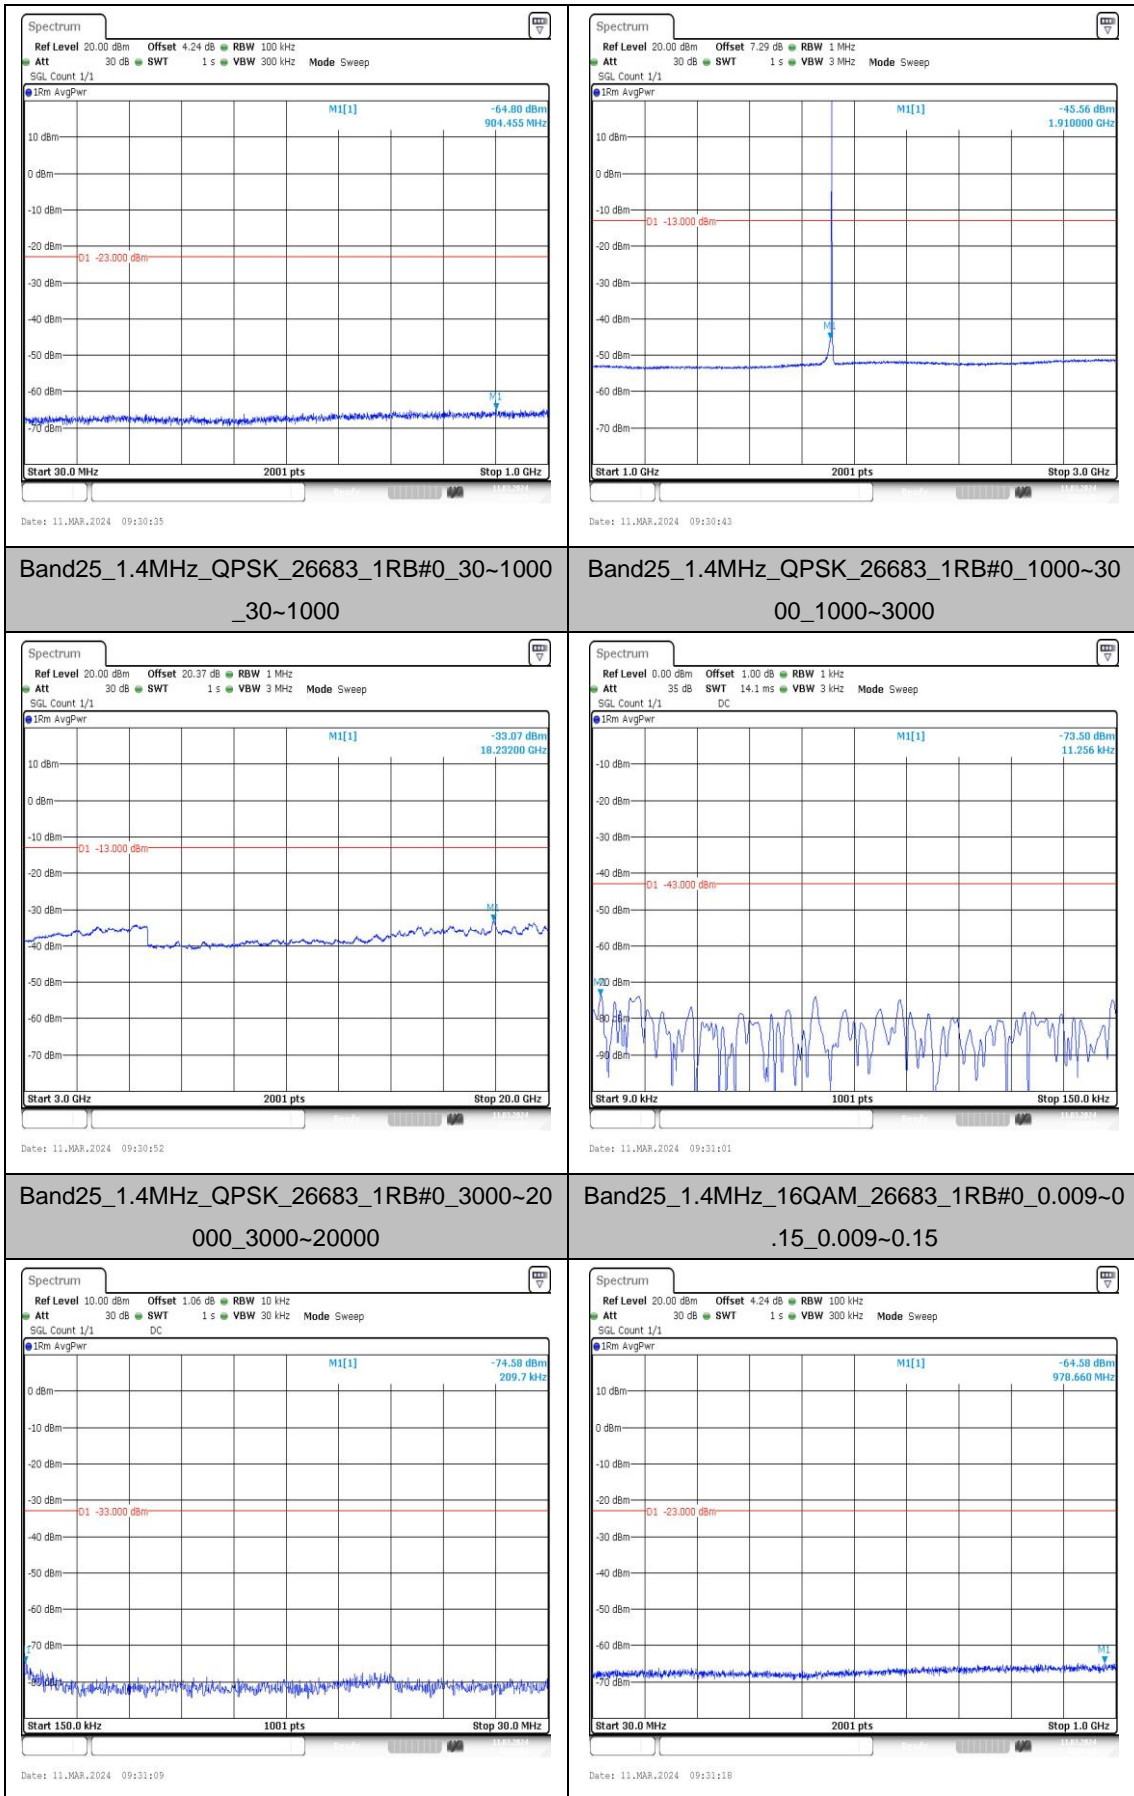 Spectrum
Ref Level 20.00 dBm Offset 4.24 dB RBW 100 kHz
Att 30 dB SWT 1 s VBW 300 kHz Mode Sweep
SGL Count 1/1
1Rm AvgPwr
M1[1] -64.80 dBm
904.455 MHz
10 dBm
0 dBm
-10 dBm
-20 dBm
D1 -23.000 dBm
-30 dBm
-40 dBm
-50 dBm
-60 dBm
M1
-70 dBm
Start 30.0 MHz 2001 pts Stop 1.0 GHz
Date: 11.MAR.2024 09:30:35
Spectrum
Ref Level 20.00 dBm Offset 7.29 dB RBW 1 MHz
Att 30 dB SWT 1 s VBW 3 MHz Mode Sweep
SGL Count 1/1
1Rm AvgPwr
M1[1] -45.56 dBm
1.910000 GHz
10 dBm
0 dBm
-10 dBm
D1 -13.000 dBm
-20 dBm
-30 dBm
-40 dBm
M1
-50 dBm
-60 dBm
-70 dBm
Start 1.0 GHz 2001 pts Stop 3.0 GHz
Date: 11.MAR.2024 09:30:43
Band25_1.4MHz_QPSK_26683_1RB#0_30~1000
_30~1000
Band25_1.4MHz_QPSK_26683_1RB#0_1000~30
00_1000~3000
Spectrum
Ref Level 20.00 dBm Offset 20.37 dB RBW 1 MHz
Att 30 dB SWT 1 s VBW 3 MHz Mode Sweep
SGL Count 1/1
1Rm AvgPwr
M1[1] -33.07 dBm
18.23200 GHz
10 dBm
0 dBm
-10 dBm
D1 -13.000 dBm
-20 dBm
-30 dBm
M1
-40 dBm
-50 dBm
-60 dBm
-70 dBm
Start 3.0 GHz 2001 pts Stop 20.0 GHz
Date: 11.MAR.2024 09:30:52
Spectrum
Ref Level 0.00 dBm Offset 1.00 dB RBW 1 kHz
Att 35 dB SWT 14.1 ms VBW 3 kHz Mode Sweep
SGL Count 1/1 DC
1Rm AvgPwr
M1[1] -73.50 dBm
11.256 kHz
-10 dBm
-20 dBm
-30 dBm
-40 dBm
D1 -43.000 dBm
-50 dBm
-60 dBm
-70 dBm
-80 dBm
-90 dBm
Start 9.0 kHz 1001 pts Stop 150.0 kHz
Date: 11.MAR.2024 09:31:01
Band25_1.4MHz_QPSK_26683_1RB#0_3000~20
000_3000~20000
Band25_1.4MHz_16QAM_26683_1RB#0_0.009~0
.15_0.009~0.15
Spectrum
Ref Level 10.00 dBm Offset 1.06 dB RBW 10 kHz
Att 30 dB SWT 1 s VBW 30 kHz Mode Sweep
SGL Count 1/1 DC
1Rm AvgPwr
M1[1] -74.58 dBm
209.7 kHz
0 dBm
-10 dBm
-20 dBm
-30 dBm
D1 -33.000 dBm
-40 dBm
-50 dBm
-60 dBm
-70 dBm
-80 dBm
Start 150.0 kHz 1001 pts Stop 30.0 MHz
Date: 11.MAR.2024 09:31:09
Spectrum
Ref Level 20.00 dBm Offset 4.24 dB RBW 100 kHz
Att 30 dB SWT 1 s VBW 300 kHz Mode Sweep
SGL Count 1/1
1Rm AvgPwr
M1[1] -64.58 dBm
978.660 MHz
10 dBm
0 dBm
-10 dBm
-20 dBm
D1 -23.000 dBm
-30 dBm
-40 dBm
-50 dBm
-60 dBm
M1
-70 dBm
Start 30.0 MHz 2001 pts Stop 1.0 GHz
Date: 11.MAR.2024 09:31:18